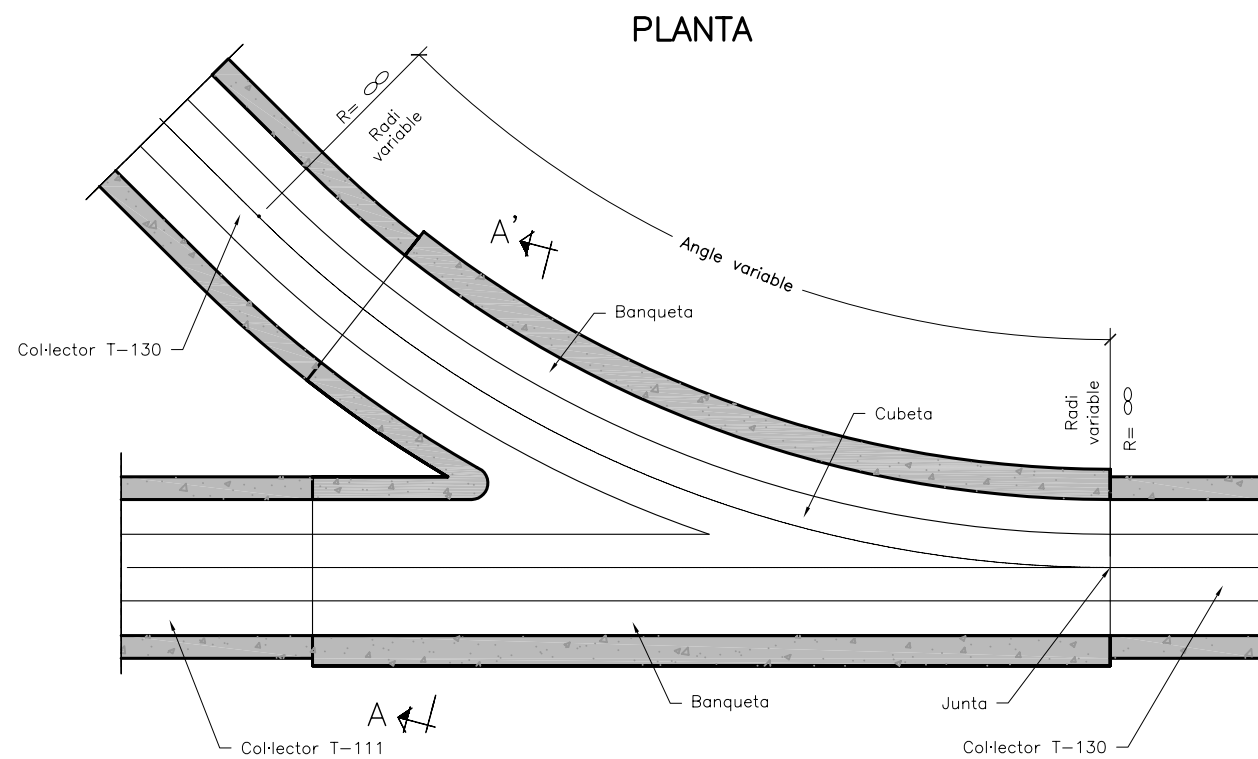 PLANTA
R= ∞
Radi
variable
A'
Angle variable
Banqueta
Col·lector T-130
Cubeta
Radi
variable
R= ∞
A
Banqueta
Junta
Col·lector T-111
Col·lector T-130